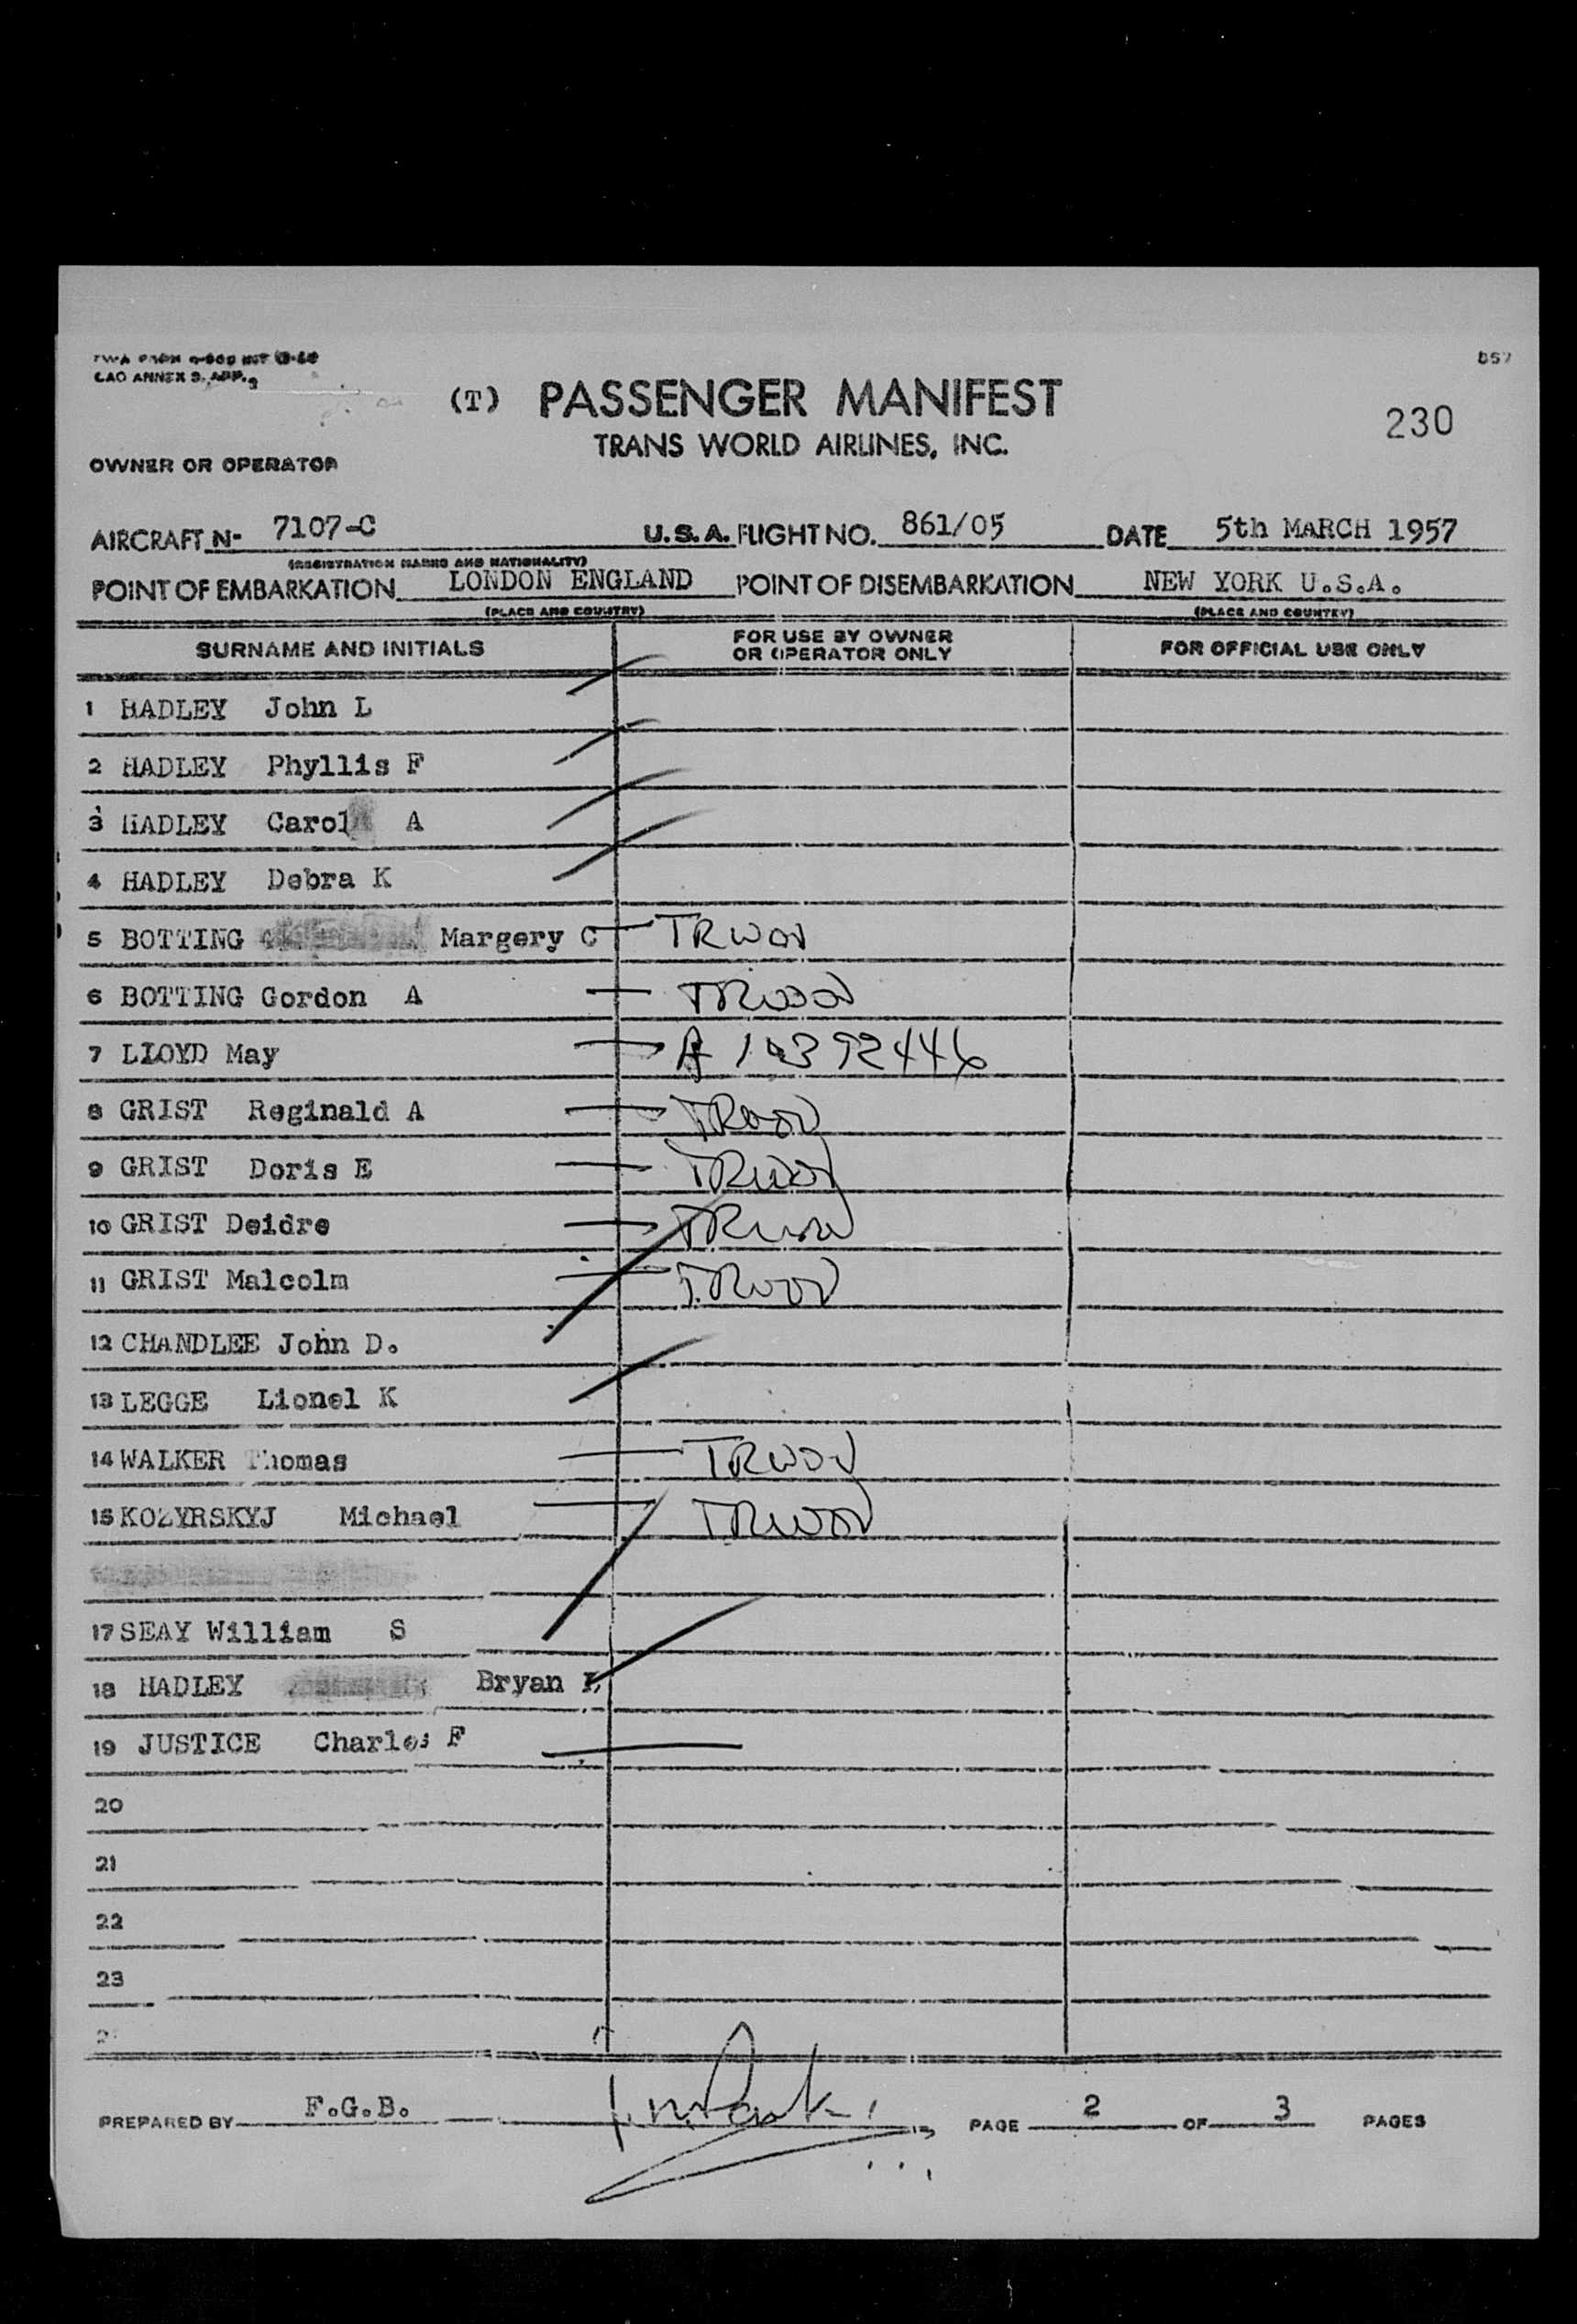 CAO ANNEX 9, APP. 2
(T) PASSENGER MANIFEST
230
TRANS WORLD AIRLINES, INC.
OWNER OR OPERATOR
AIRCRAFT N- 7107-C U.S.A. FLIGHT NO. 861/05 DATE 5th MARCH 1957
(REGISTRATION MARKS AND NATIONALITY)
POINT OF EMBARKATION LONDON ENGLAND POINT OF DISEMBARKATION NEW YORK U.S.A.
(PLACE AND COUNTRY) (PLACE AND COUNTRY)
SURNAME AND INITIALS FOR USE BY OWNER OR OPERATOR ONLY FOR OFFICIAL USE ONLY
1 HADLEY John L
2 HADLEY Phyllis F
3 HADLEY Carol A
4 HADLEY Debra K
5 BOTTING Margery C TRWOV
6 BOTTING Gordon A TRWOV
7 LLOYD May
8 GRIST Reginald A TRWOV
9 GRIST Doris E TRWOV
10 GRIST Deidre TRWOV
11 GRIST Malcolm TRWOV
12 CHANDLEE John D.
13 LEGGE Lionel K
14 WALKER Thomas TRWOV
15 KOZYRSKYJ Michael TRWOV
17 SEAY William S
18 HADLEY Bryan
19 JUSTICE Charles F
20
21
22
23
PREPARED BY F.G.B. PAGE 2 OF 3 PAGES